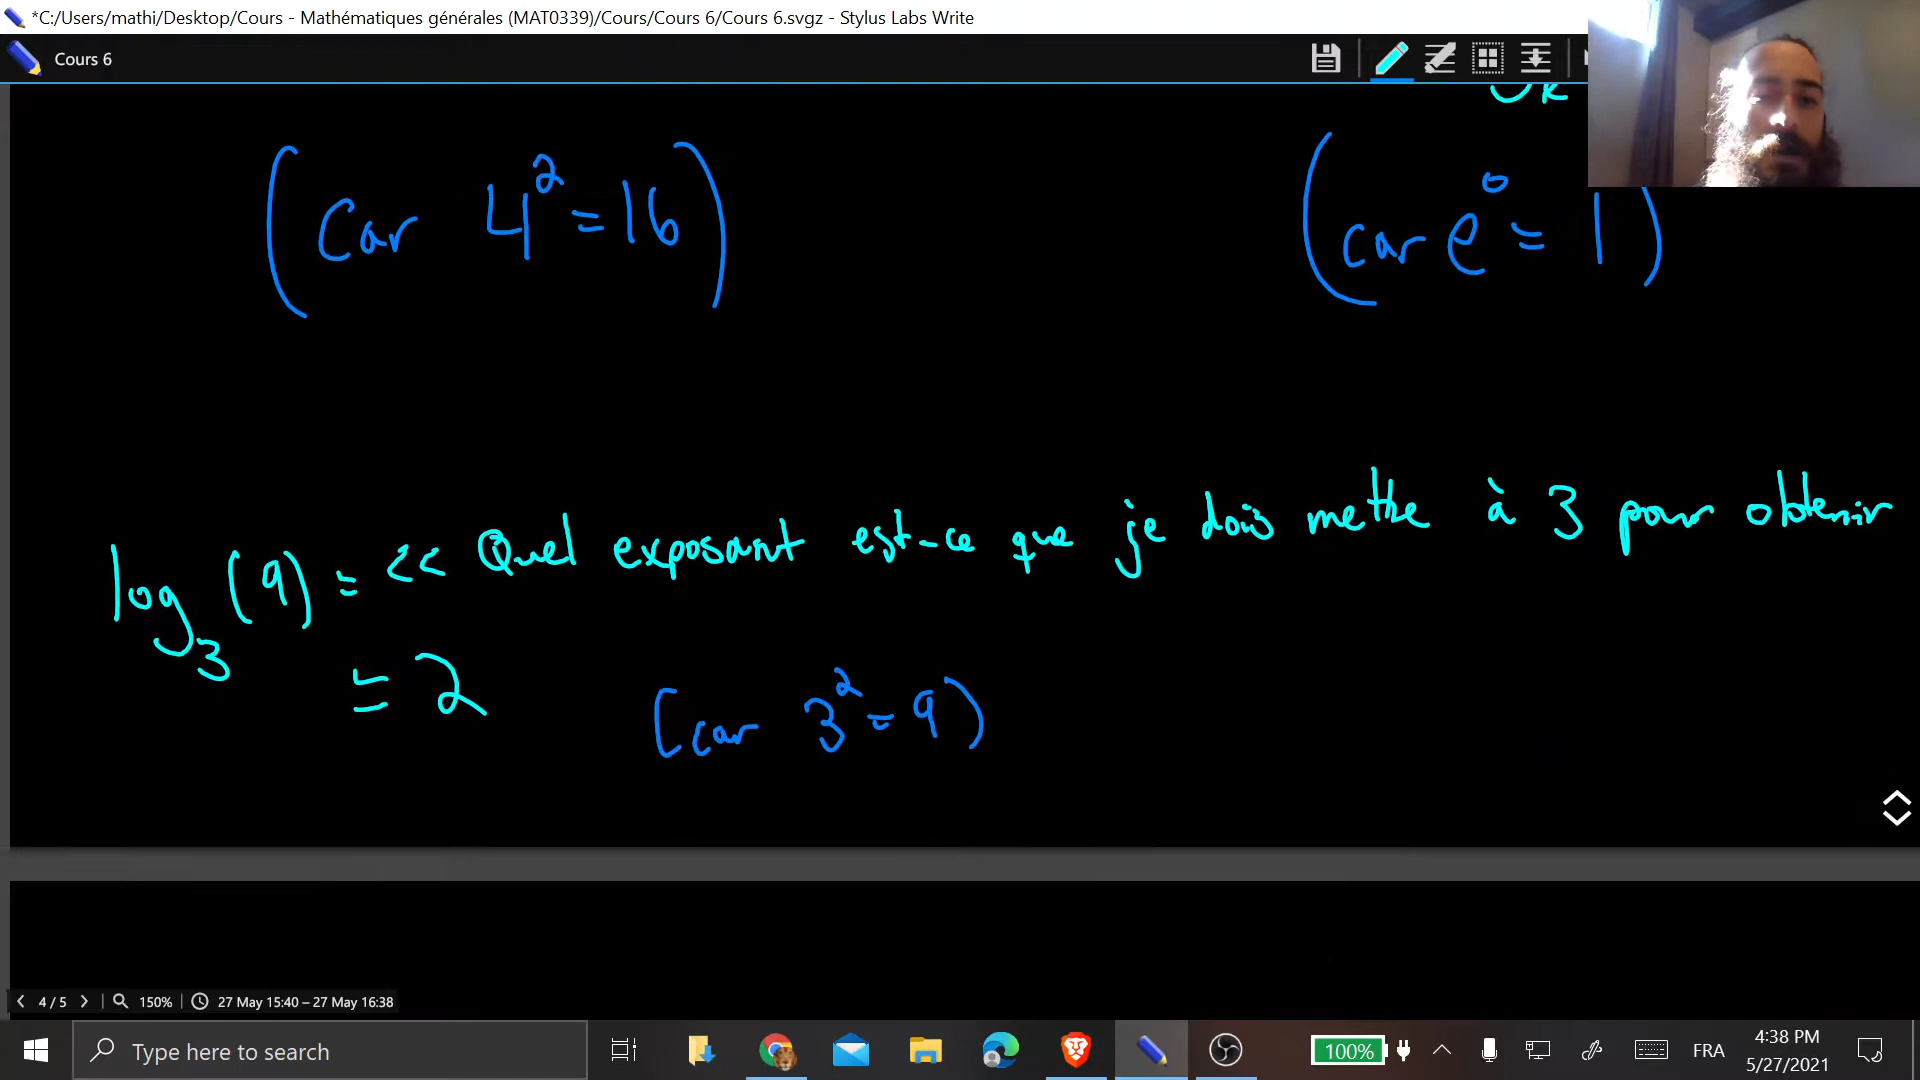 *C:/Users/mathi/Desktop/Cours - Mathématiques générales (MAT0339)/Cours/Cours 6/Cours 6.svgz - Stylus Labs Write
Cours 6
(Car 4² = 16)
(car e⁰ = 1)
log₃(9) = << Quel exposant est-ce que je dois mettre à 3 pour obtenir
= 2 (car 3² = 9)
4 / 5 150% 27 May 15:40 – 27 May 16:38
Type here to search
100%
FRA
4:38 PM
5/27/2021